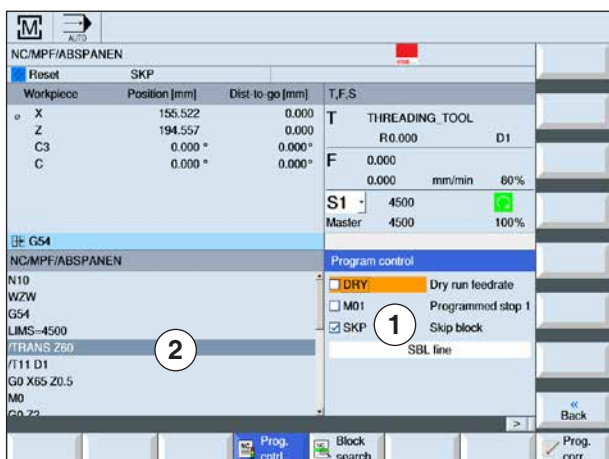 M
AUTO
NC/MPF/ABSPANEN
Reset SKP
Workpiece Position [mm] Dist-to-go [mm] T,F,S
X 155.522 0.000
Z 194.557 0.000
C3 0.000 ° 0.000°
C 0.000 ° 0.000°
T THREADING_TOOL
R0.000 D1
F 0.000
0.000 mm/min 80%
S1 4500
Master 4500 100%
G54
NC/MPF/ABSPANEN
N10
WZW
G54
LIMS=4500
/TRANS Z60
/T11 D1
G0 X65 Z0.5
M0
G0 Z2
2
Program control
DRY Dry run feedrate
M01 Programmed stop 1
SKP Skip block
1
SBL fine
>
« Back
Prog. cntrl.
Block search
Prog. corr.